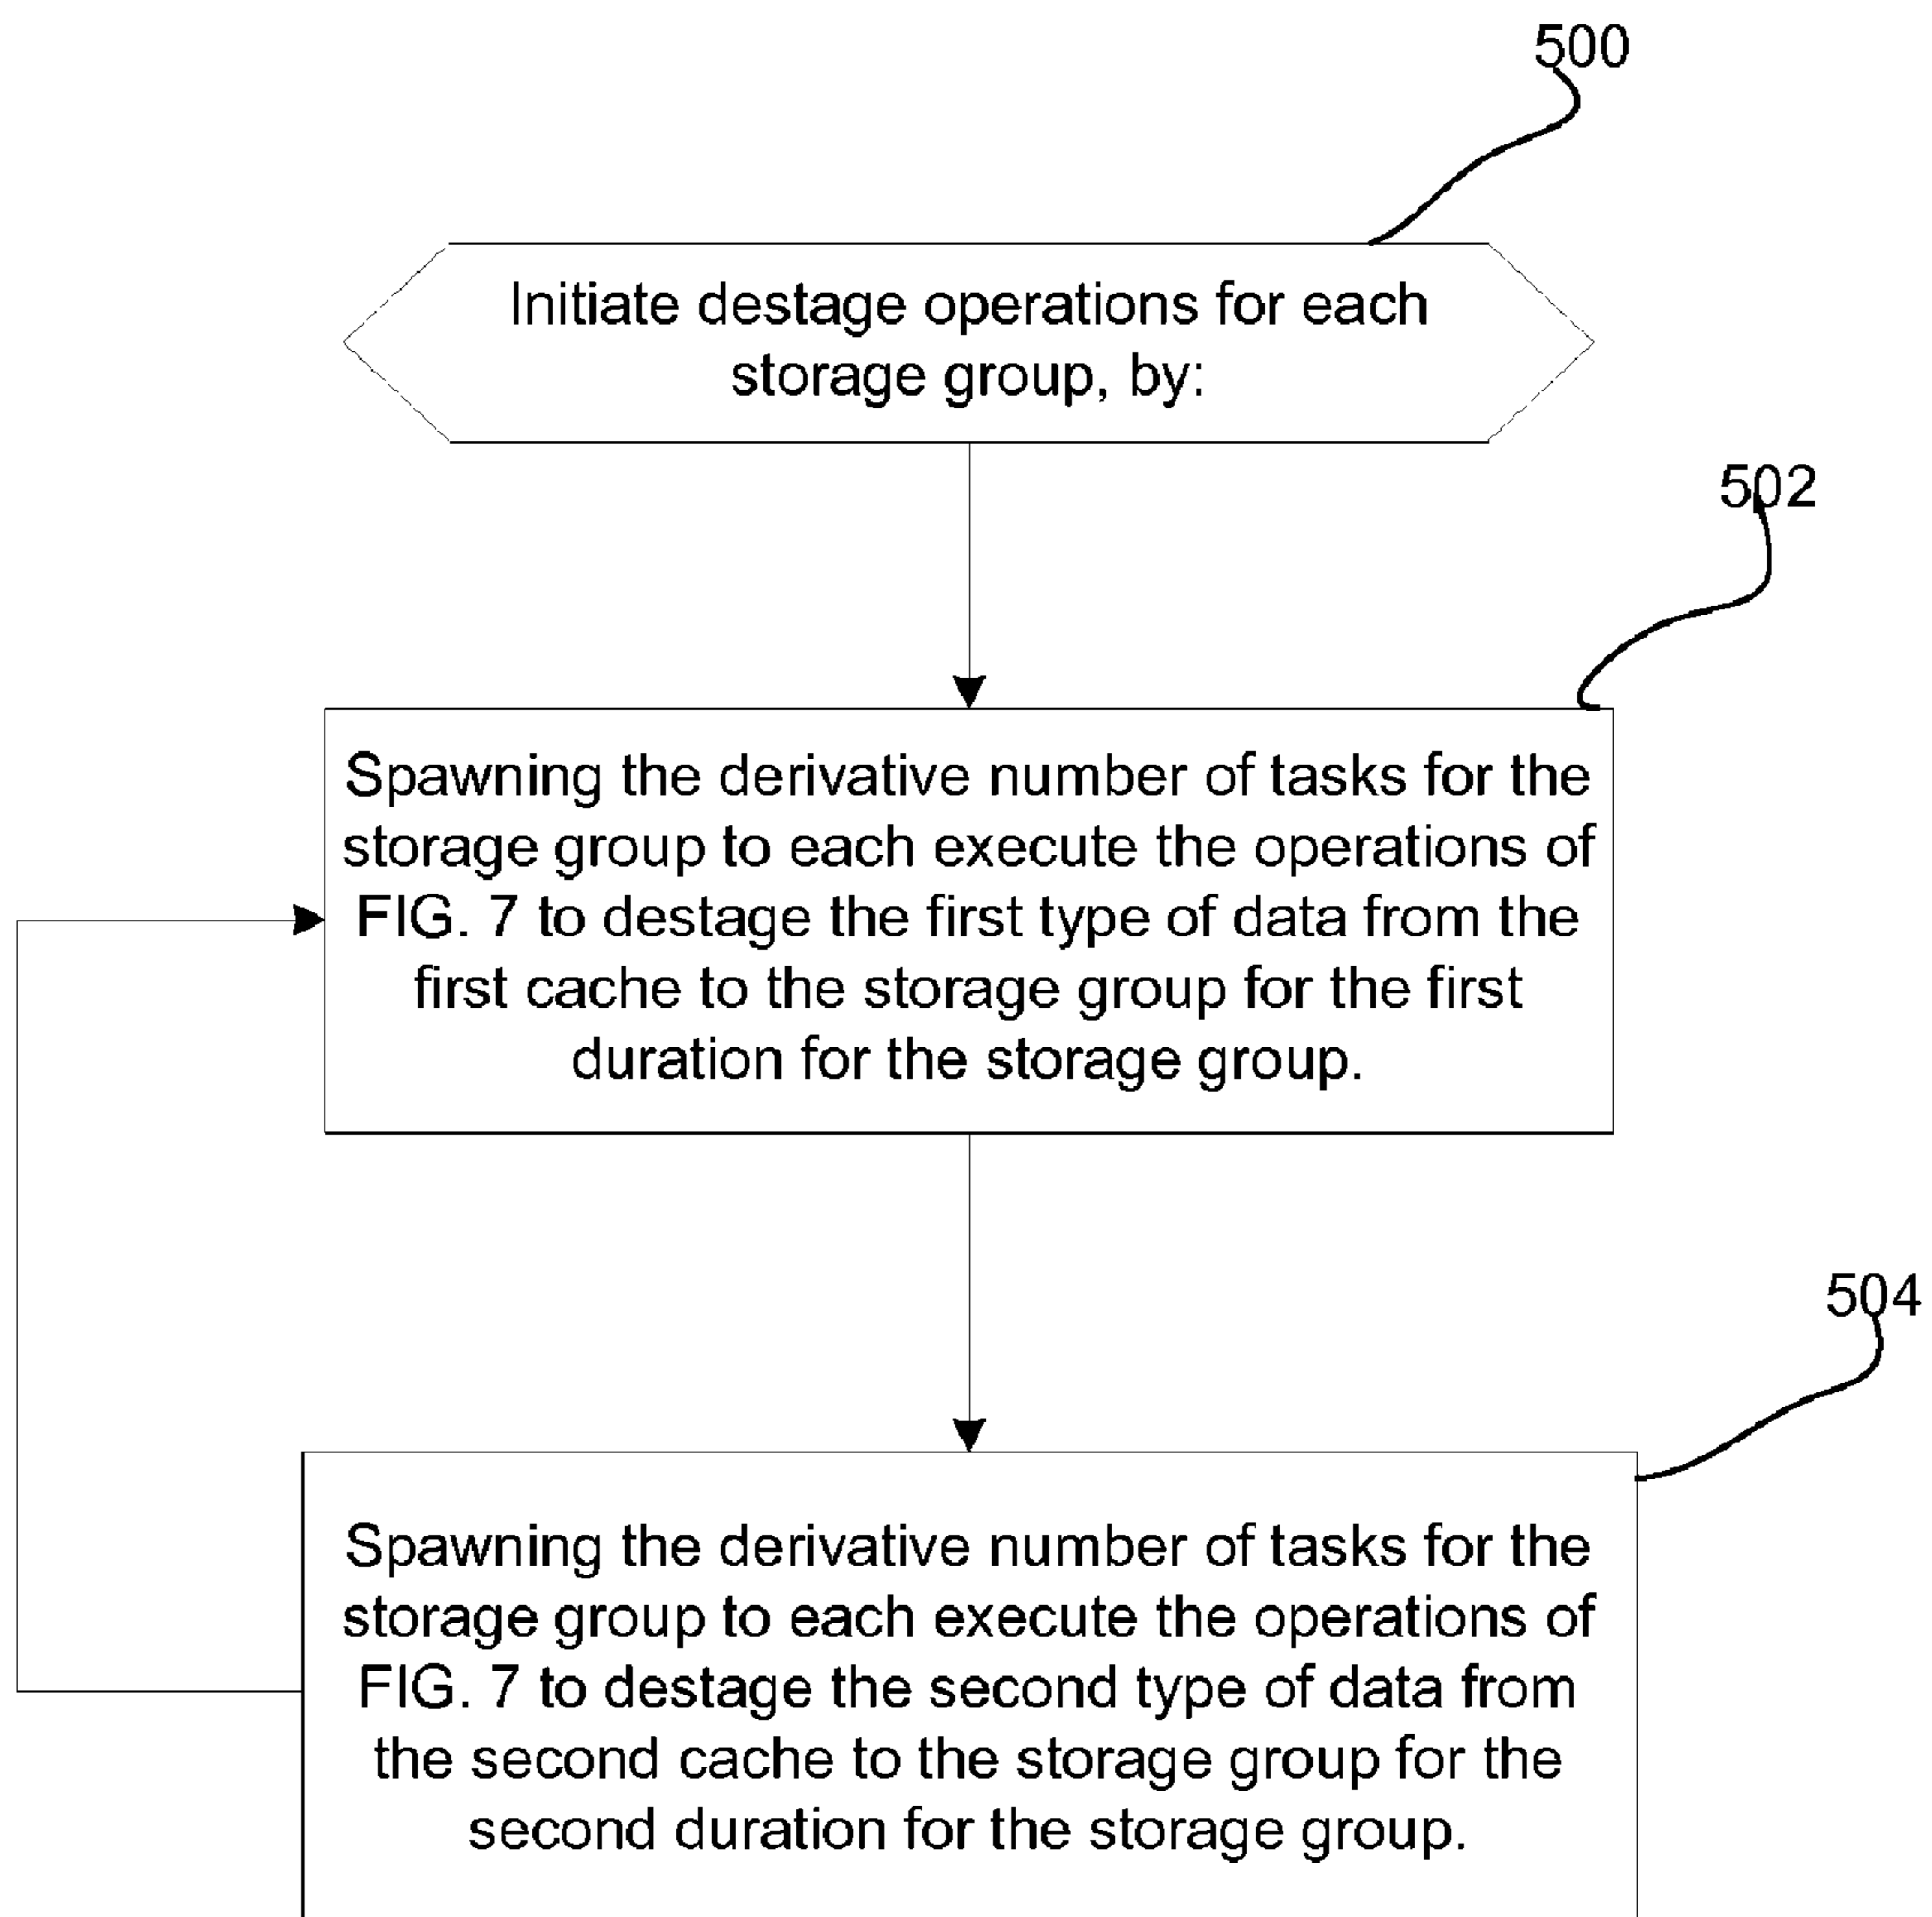 500
Initiate destage operations for each
storage group, by:
502
Spawning the derivative number of tasks for the
storage group to each execute the operations of
FIG. 7 to destage the first type of data from the
first cache to the storage group for the first
duration for the storage group.
504
Spawning the derivative number of tasks for the
storage group to each execute the operations of
FIG. 7 to destage the second type of data from
the second cache to the storage group for the
second duration for the storage group.